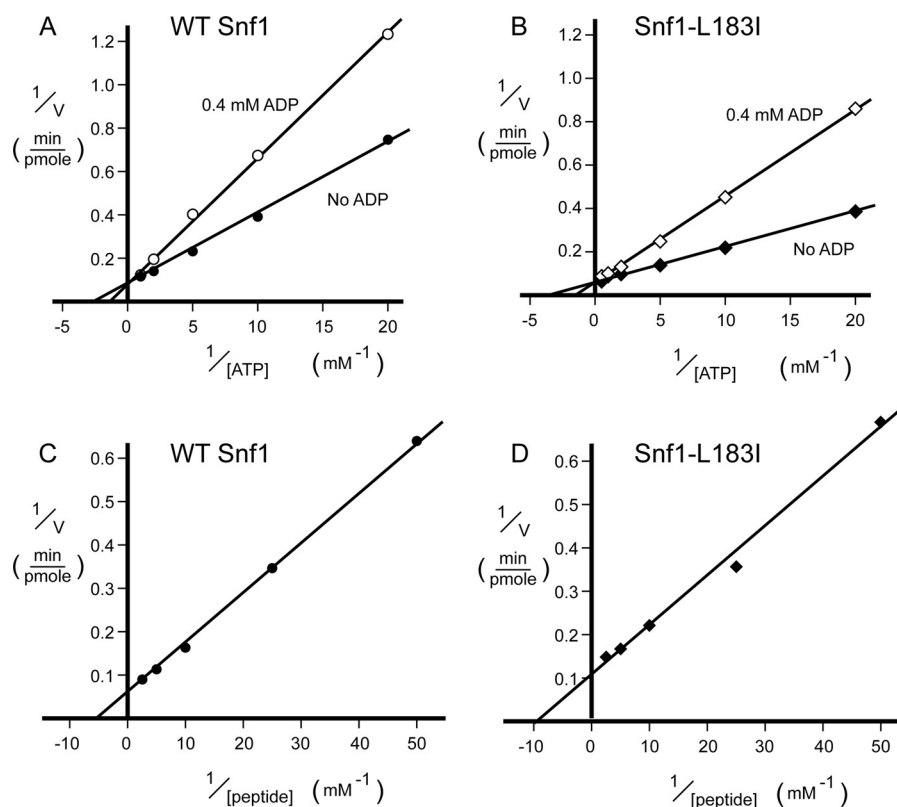 A WT Snf1
1.2
1.0
0.8
0.6
0.4
0.2
1/V
(min/pmole)
0.4 mM ADP
No ADP
-5 0 5 10 15 20
1/[ATP] (mM⁻¹)
B Snf1-L183I
1.2
1.0
0.8
0.6
0.4
0.2
1/V
(min/pmole)
0.4 mM ADP
No ADP
-5 0 5 10 15 20
1/[ATP] (mM⁻¹)
C WT Snf1
0.6
0.5
0.4
0.3
0.2
0.1
1/V
(min/pmole)
-10 0 10 20 30 40 50
1/[peptide] (mM⁻¹)
D Snf1-L183I
0.6
0.5
0.4
0.3
0.2
0.1
1/V
(min/pmole)
-10 0 10 20 30 40 50
1/[peptide] (mM⁻¹)